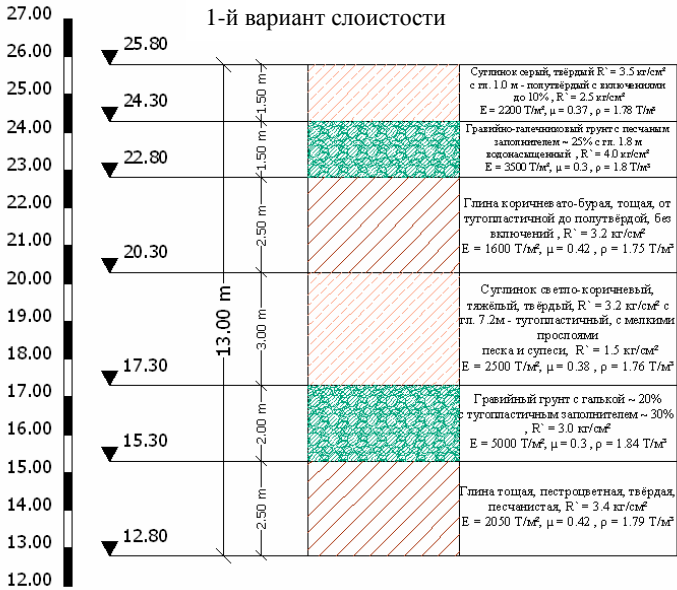 1-й вариант слоистости
27.00
26.00
25.00
24.00
23.00
22.00
21.00
20.00
19.00
18.00
17.00
16.00
15.00
14.00
13.00
12.00
25.80
24.30
22.80
20.30
17.30
15.30
12.80
13.00 m
1.50 m
1.50 m
2.50 m
3.00 m
2.00 m
2.50 m
Суглинок серый, твёрдый R` = 3.5 кг/см²
с гл. 1.0 м - полутвёрдый с включениями
до 10% , R` = 2.5 кг/см²
E = 2200 Т/м², μ = 0.37 , ρ = 1.78 Т/м³
Гравийно-галечниковый грунт с песчаным
заполнителем ~ 25% с гл. 1.8 м
водонасыщенный , R` = 4.0 кг/см²
E = 3500 Т/м², μ = 0.3 , ρ = 1.8 Т/м³
Глина коричневато-бурая, тощая, от
тугопластичной до полутвёрдой, без
включений , R` = 3.2 кг/см²
E = 1600 Т/м², μ = 0.42 , ρ = 1.75 Т/м³
Суглинок светло-коричневый,
тяжёлый, твёрдый, R` = 3.2 кг/см² с
гл. 7.2м - тугопластичный, с мелкими
прослоями
песка и супеси, R` = 1.5 кг/см²
E = 2500 Т/м², μ = 0.38 , ρ = 1.76 Т/м³
Гравийный грунт с галькой ~ 20%
с тугопластичным заполнителем ~ 30%
, R` = 3.0 кг/см²
E = 5000 Т/м², μ = 0.3 , ρ = 1.84 Т/м³
Глина тощая, пестроцветная, твёрдая,
песчанистая, R` = 3.4 кг/см²
E = 2050 Т/м², μ = 0.42 , ρ = 1.79 Т/м³